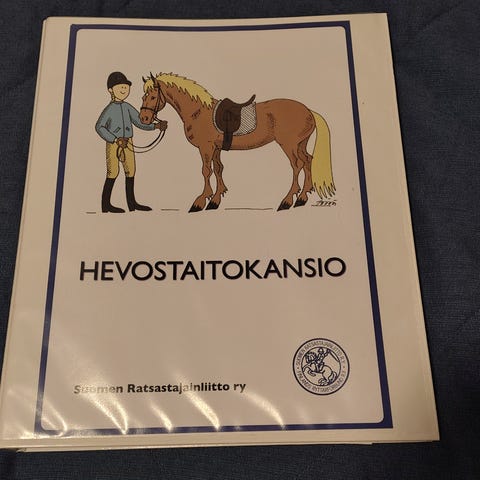 HEVOSTAITOKANSIO
Suomen Ratsastajainliitto ry